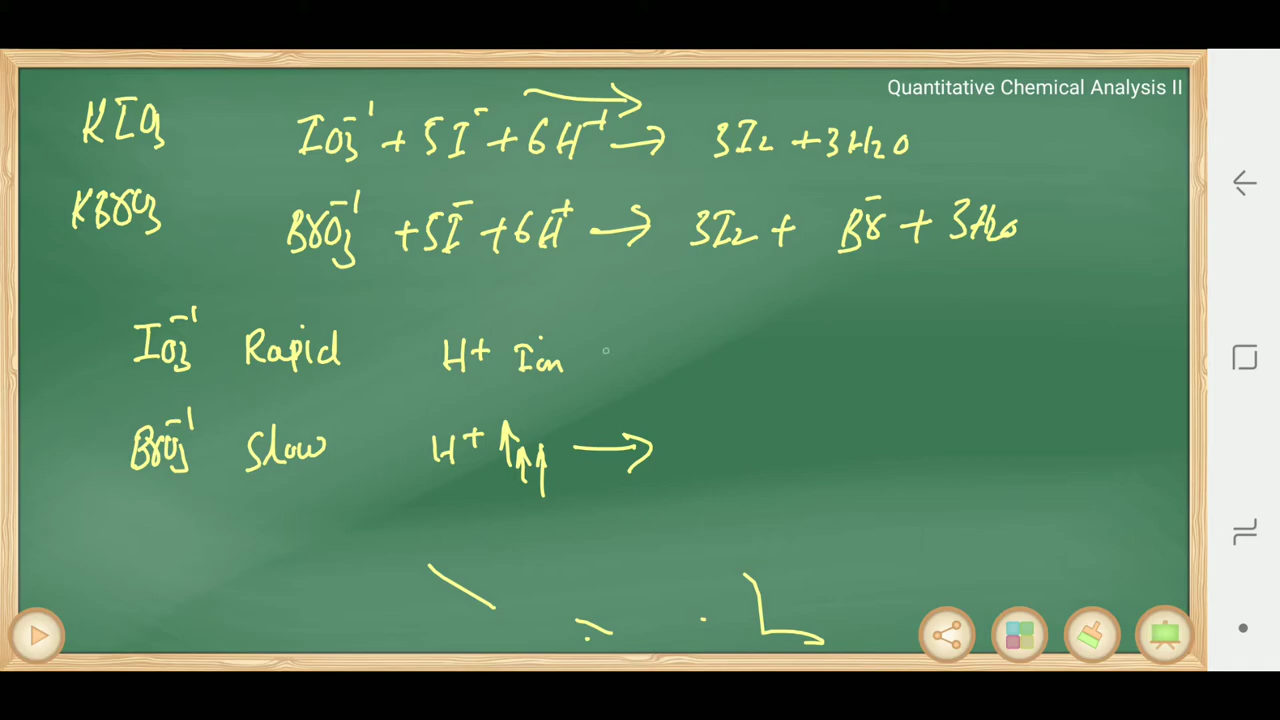 Quantitative Chemical Analysis II
KIO₃ IO₃⁻¹ + 5I⁻ + 6H⁺ → 3I₂ + 3H₂O
KBrO₃ BrO₃⁻¹ + 5I⁻ + 6H⁺ → 3I₂ + Br⁻ + 3H₂O
IO₃⁻¹ Rapid H+ Ion
BrO₃⁻¹ Slow H+ ↑↑↑ →